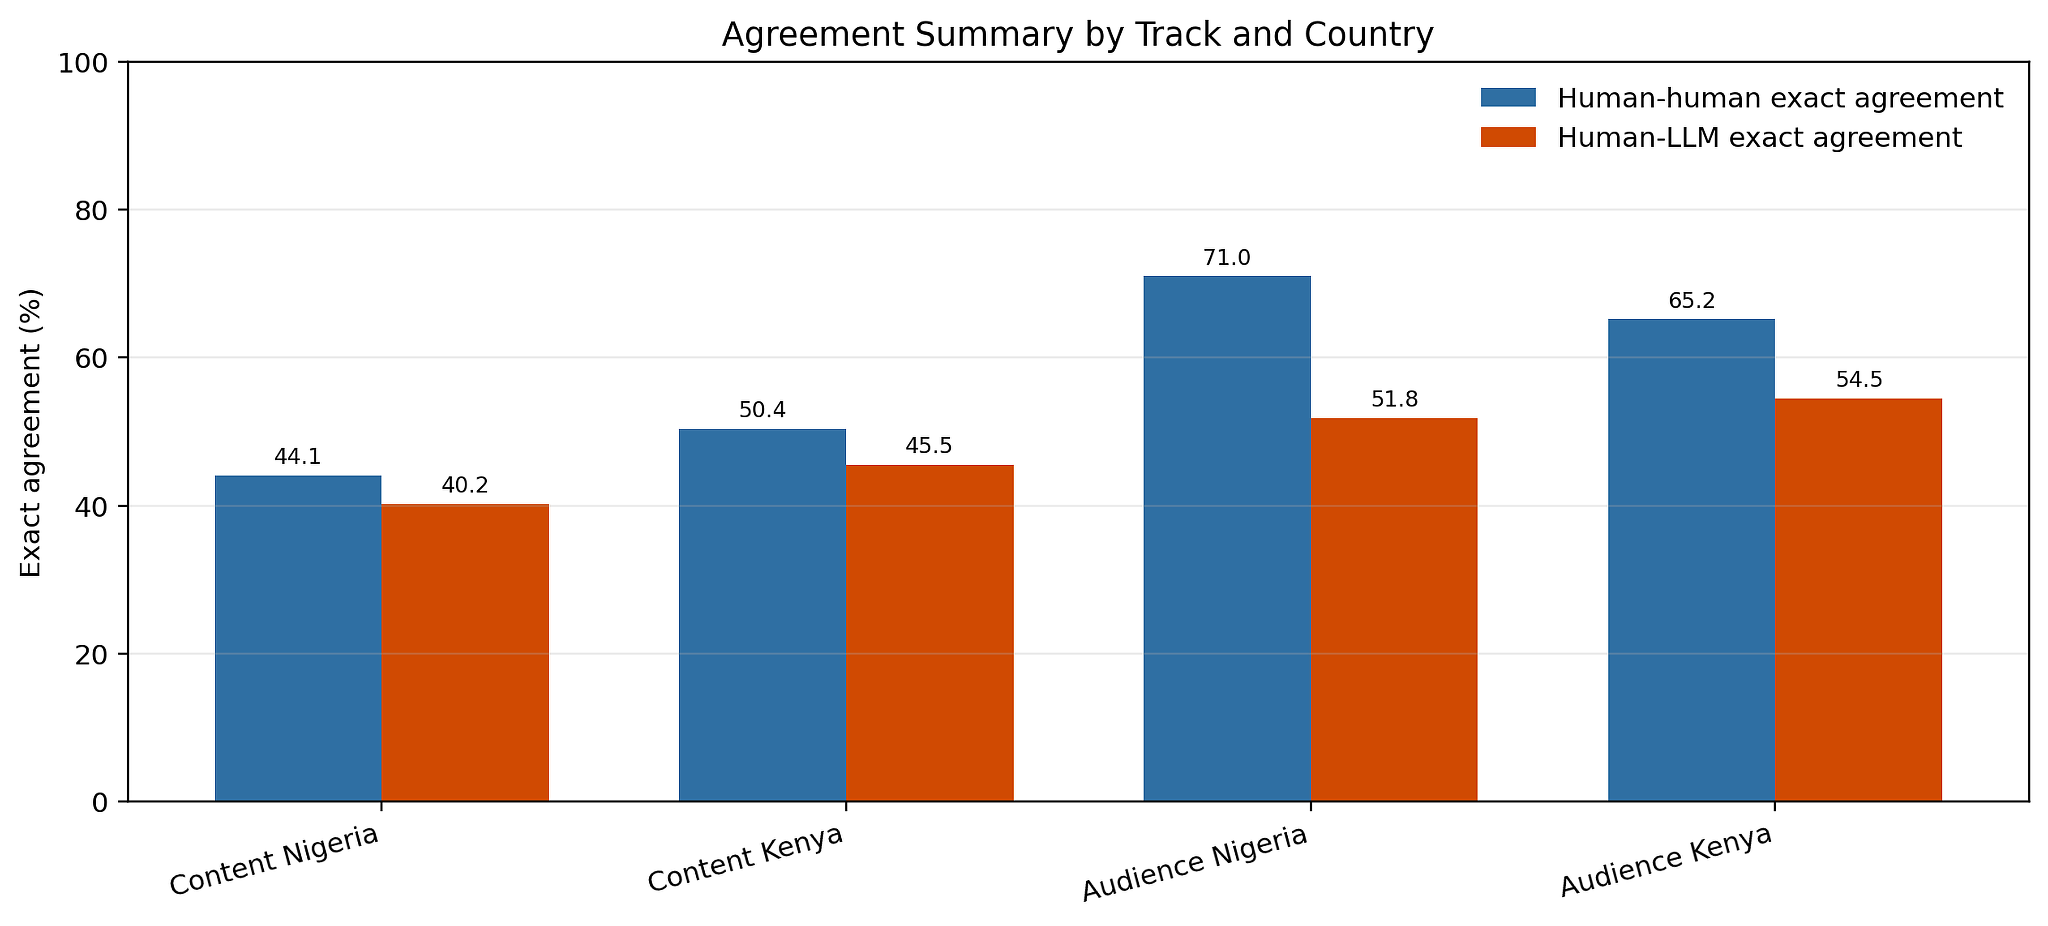 Agreement Summary by Track and Country
Exact agreement (%)
100
80
60
40
20
0
Human-human exact agreement
Human-LLM exact agreement
44.1
40.2
50.4
45.5
71.0
51.8
65.2
54.5
Content Nigeria
Content Kenya
Audience Nigeria
Audience Kenya